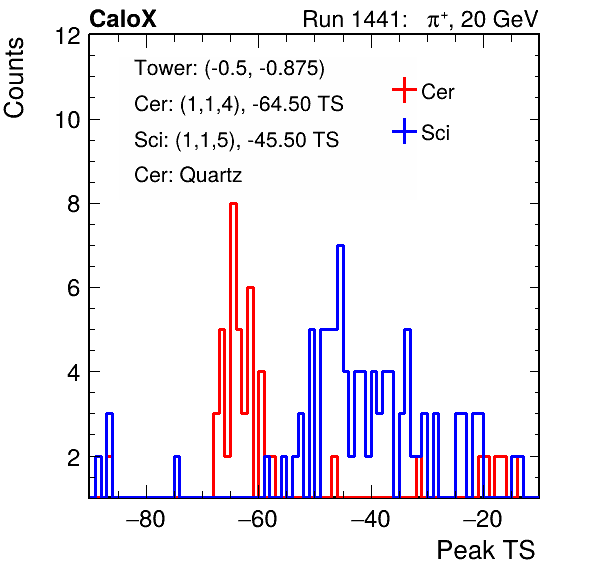 CaloX Run 1441: π⁺, 20 GeV
Counts
12
10
8
6
4
2
Tower: (-0.5, -0.875)
Cer: (1,1,4), -64.50 TS
Sci: (1,1,5), -45.50 TS
Cer: Quartz
Cer
Sci
−80 −60 −40 −20
Peak TS